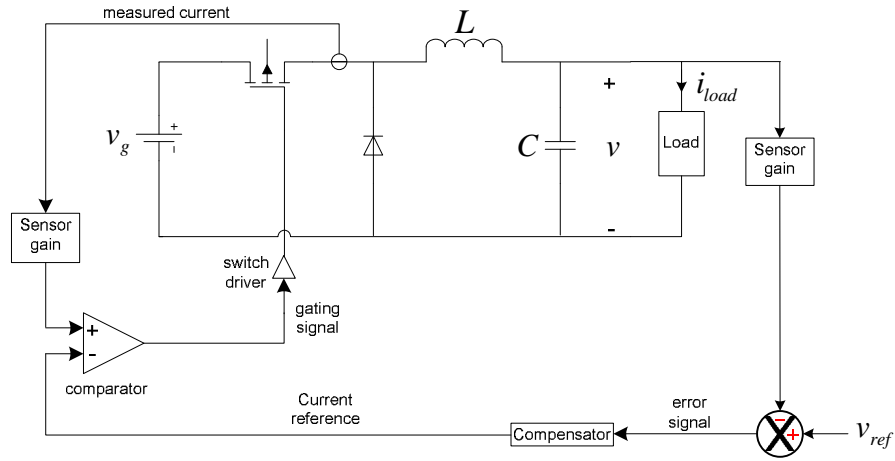 measured current
L
+
i_load
v_g
+
-
C
v
Load
Sensor
gain
Sensor
gain
-
switch
driver
gating
signal
+
-
comparator
Current
reference
error
signal
-
+
v_ref
Compensator